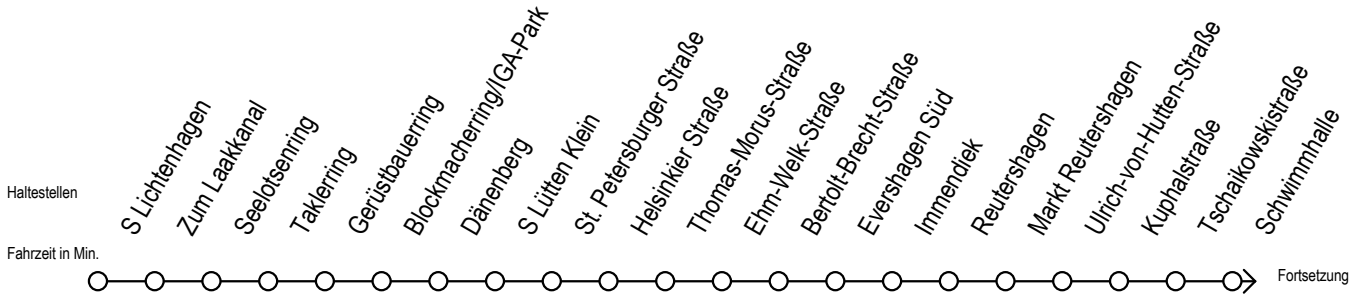 S Lichtenhagen
Zum Laakkanal
Seelotsenring
Taklerring
Gerüstbauerring
Blockmacherring/IGA-Park
Dänenberg
S Lütten Klein
St. Petersburger Straße
Helsinkier Straße
Thomas-Morus-Straße
Ehm-Welk-Straße
Bertolt-Brecht-Straße
Evershagen Süd
Immendiek
Reutershagen
Markt Reutershagen
Ulrich-von-Hutten-Straße
Kuphalstraße
Tschaikowskistraße
Schwimmhalle
Haltestellen
Fahrzeit in Min.
Fortsetzung